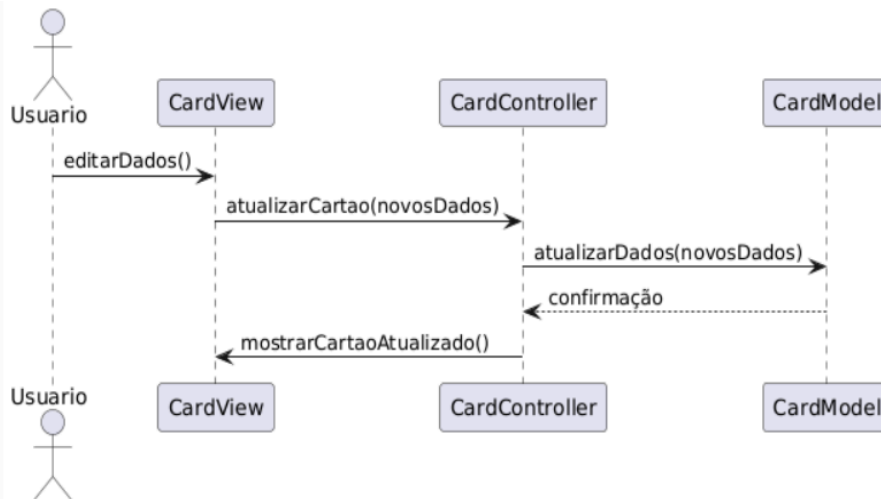 Usuario
CardView
CardController
CardModel
editarDados()
atualizarCartao(novosDados)
atualizarDados(novosDados)
confirmação
mostrarCartaoAtualizado()
Usuario
CardView
CardController
CardModel